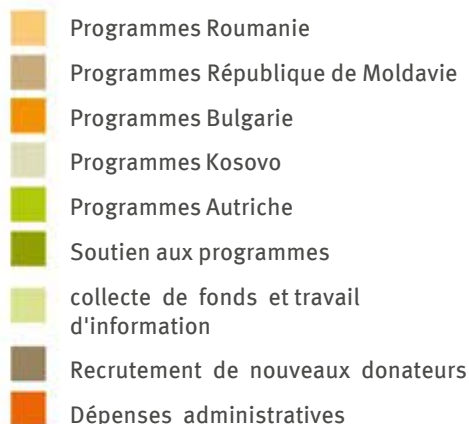 Programmes Roumanie
Programmes République de Moldavie
Programmes Bulgarie
Programmes Kosovo
Programmes Autriche
Soutien aux programmes
collecte de fonds et travail
d'information
Recrutement de nouveaux donateurs
Dépenses administratives